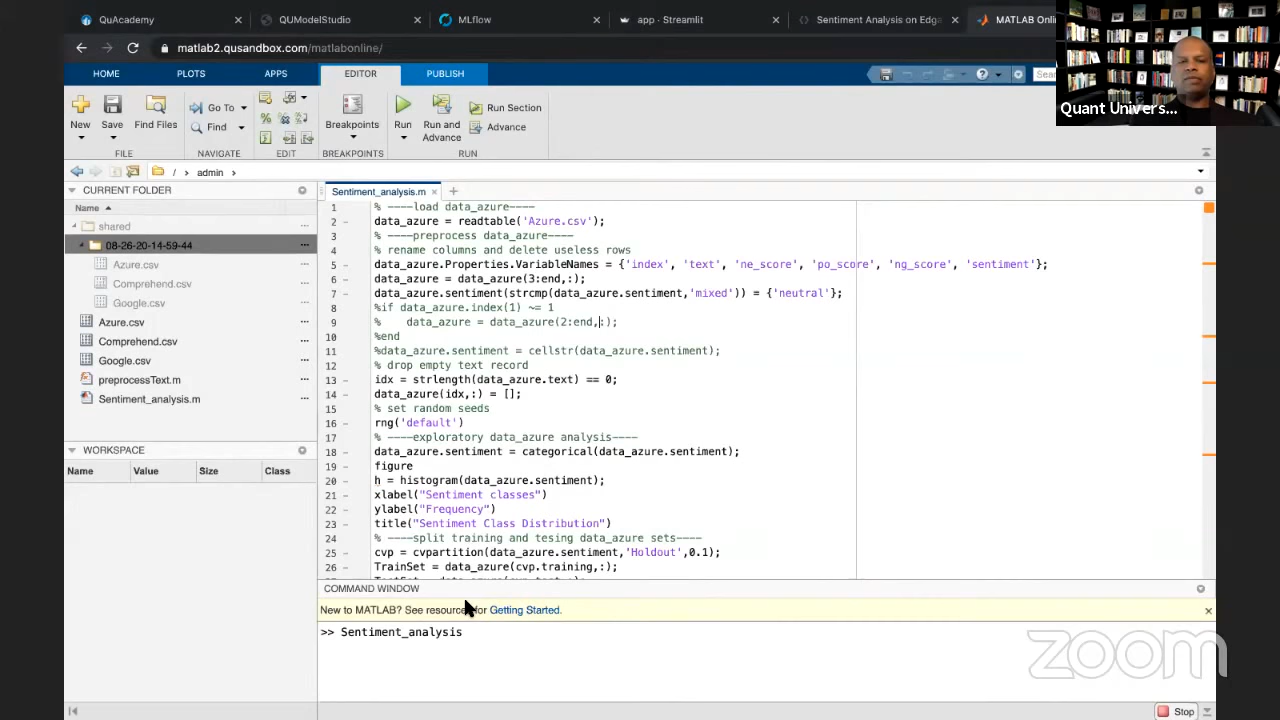 QuAcademy
QUModelStudio
MLflow
app - Streamlit
Sentiment Analysis on Edga
MATLAB Onli
matlab2.qusandbox.com/matlabonline/
Quant Univers...
HOME
PLOTS
APPS
EDITOR
PUBLISH
Sea
New
Save
Find Files
Go To
Find
Breakpoints
Run
Run and Advance
Run Section
Advance
FILE
NAVIGATE
EDIT
BREAKPOINTS
RUN
/ admin
CURRENT FOLDER
Name
shared
08-26-20-14-59-44
Azure.csv
Comprehend.csv
Google.csv
Azure.csv
Comprehend.csv
Google.csv
preprocessText.m
Sentiment_analysis.m
WORKSPACE
Name Value Size Class
Sentiment_analysis.m
1 % ----load data_azure----
2 data_azure = readtable('Azure.csv');
3 % ----preprocess data_azure----
4 % rename columns and delete useless rows
5 data_azure.Properties.VariableNames = {'index', 'text', 'ne_score', 'po_score', 'ng_score', 'sentiment'};
6 data_azure = data_azure(3:end,:);
7 data_azure.sentiment(strcmp(data_azure.sentiment,'mixed')) = {'neutral'};
8 %if data_azure.index(1) ~= 1
9 % data_azure = data_azure(2:end,:);
10 %end
11 %data_azure.sentiment = cellstr(data_azure.sentiment);
12 % drop empty text record
13 idx = strlength(data_azure.text) == 0;
14 data_azure(idx,:) = [];
15 % set random seeds
16 rng('default')
17 % ----exploratory data_azure analysis----
18 data_azure.sentiment = categorical(data_azure.sentiment);
19 figure
20 h = histogram(data_azure.sentiment);
21 xlabel("Sentiment classes")
22 ylabel("Frequency")
23 title("Sentiment Class Distribution")
24 % ----split training and tesing data_azure sets----
25 cvp = cvpartition(data_azure.sentiment,'Holdout',0.1);
26 TrainSet = data_azure(cvp.training,:);
COMMAND WINDOW
New to MATLAB? See resources for Getting Started.
>> Sentiment_analysis
zoom
Stop